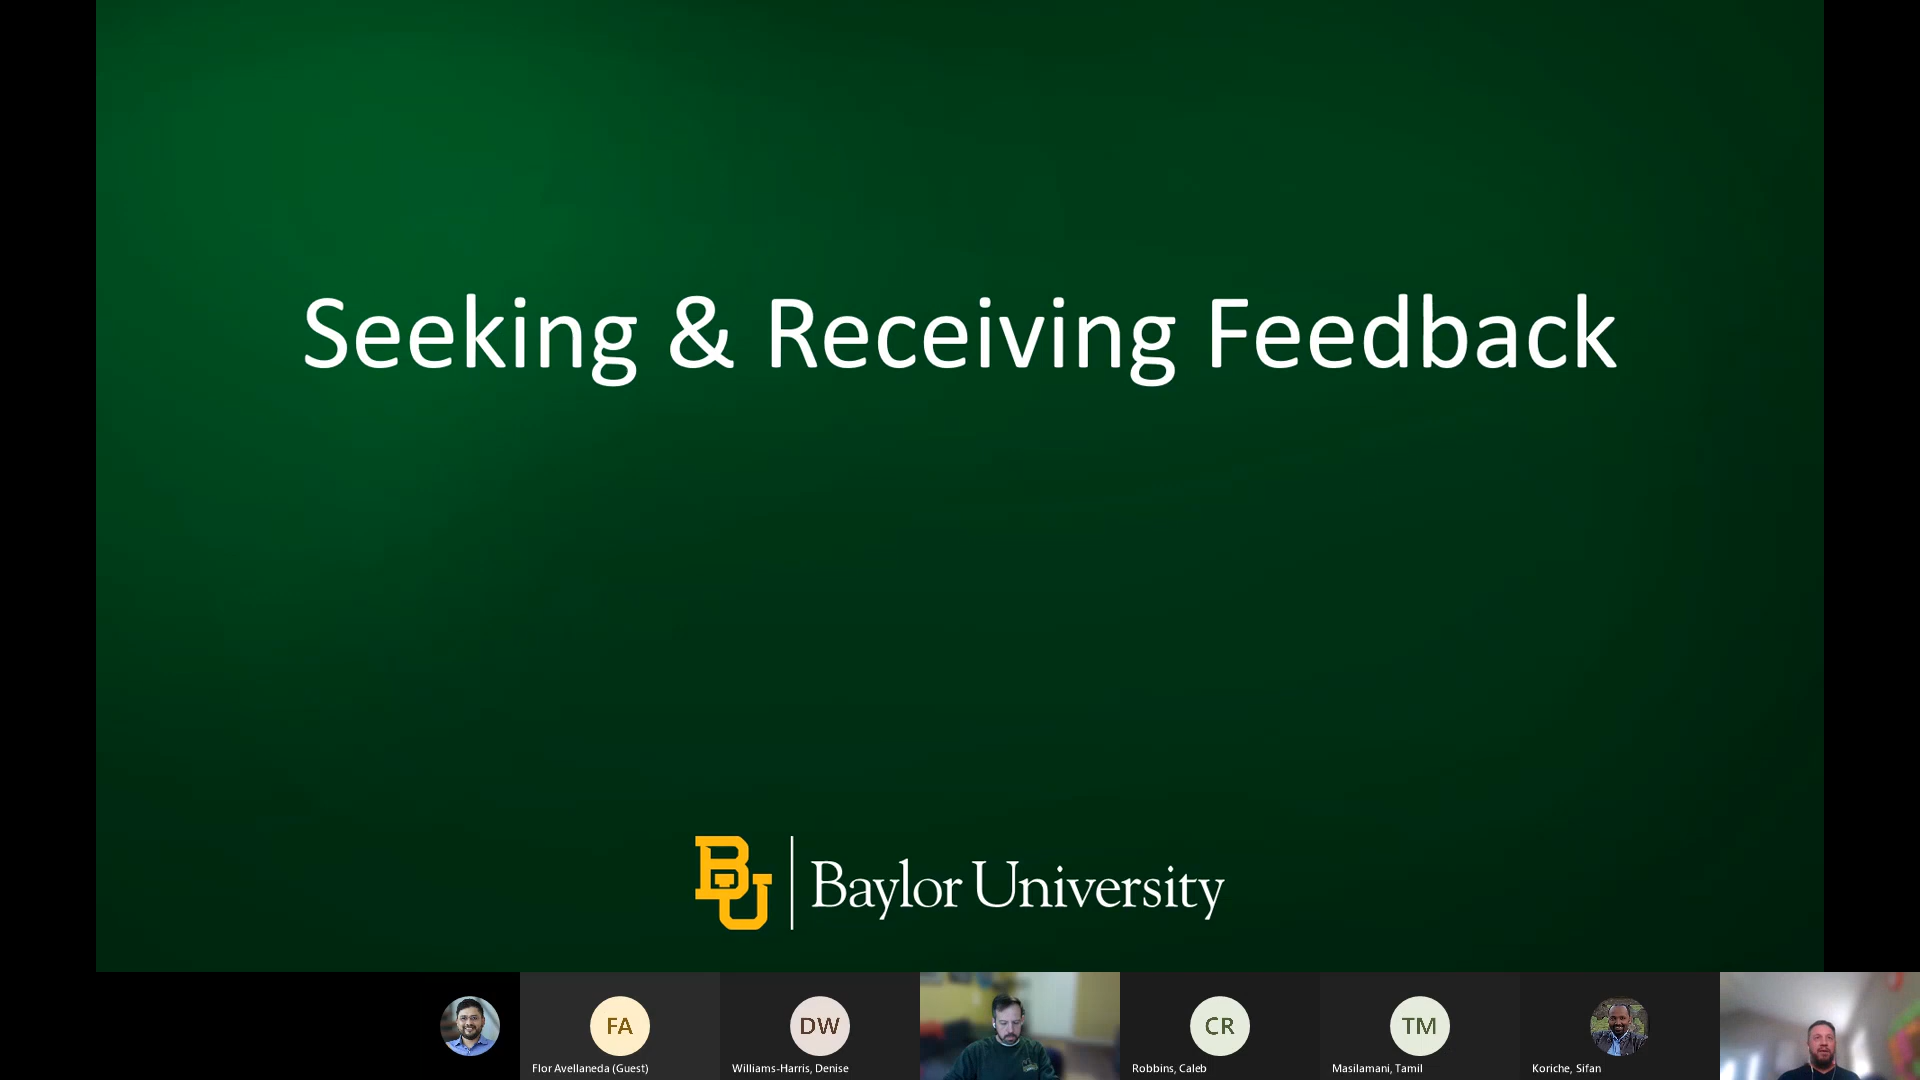 Seeking & Receiving Feedback
BU
Baylor University
FA
DW
CR
TM
Flor Avellaneda (Guest)
Williams-Harris, Denise
Robbins, Caleb
Masilamani, Tamil
Koriche, Sifan